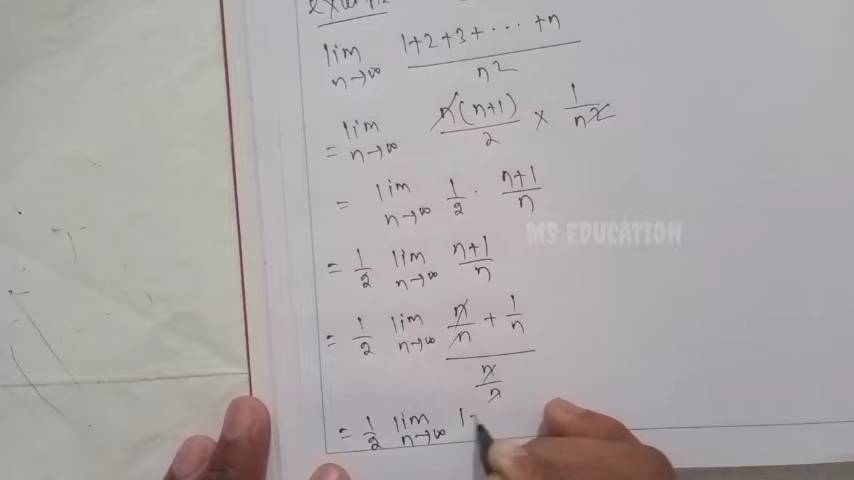 lim n→∞ (1+2+3+···+n)/n²
= lim n→∞ n(n+1)/2 × 1/n²
= lim n→∞ 1/2 · (n+1)/n
MS EDUCATION
= 1/2 lim n→∞ (n+1)/n
= 1/2 lim n→∞ (n/n + 1/n)/(n/n)
= 1/2 lim n→∞ 1